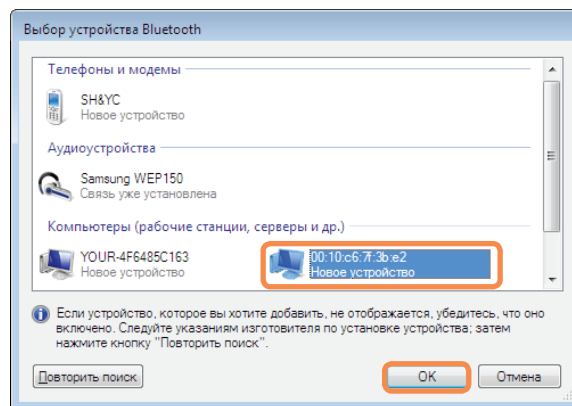 Выбор устройства Bluetooth
Телефоны и модемы
SH&YC
Новое устройство
Аудиоустройства
Samsung WEP150
Связь уже установлена
Компьютеры (рабочие станции, серверы и др.)
YOUR-4F6485C163
Новое устройство
00:10:c6:7f:3b:e2
Новое устройство
Если устройство, которое вы хотите добавить, не отображается, убедитесь, что оно
включено. Следуйте указаниям изготовителя по установке устройства; затем
нажмите кнопку "Повторить поиск".
Повторить поиск
OK
Отмена